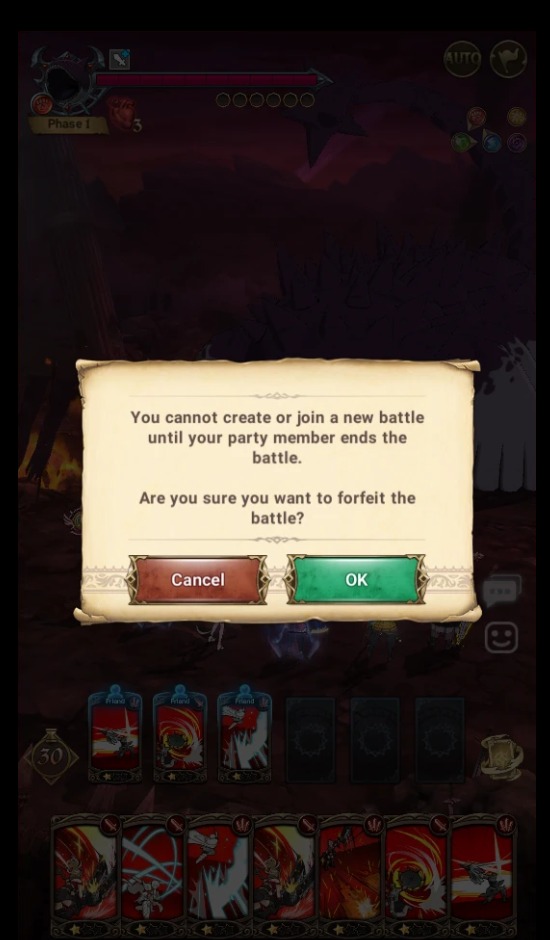 AUTO
Phase 1
3
You cannot create or join a new battle
until your party member ends the
battle.
Are you sure you want to forfeit the
battle?
Cancel
OK
Friend
Friend
Friend
30